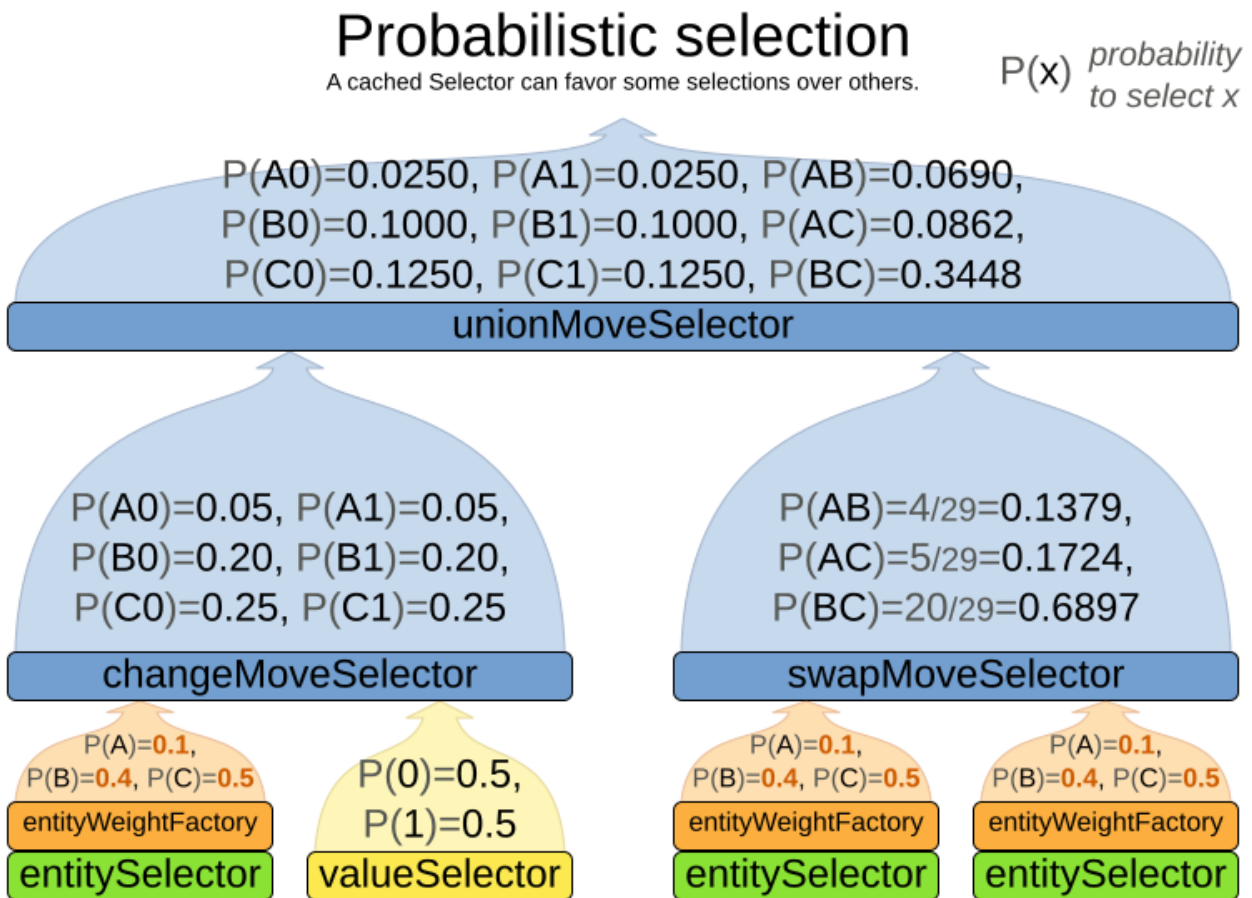 Probabilistic selection
A cached Selector can favor some selections over others.
P(x) probability
to select x
P(A0)=0.0250, P(A1)=0.0250, P(AB)=0.0690,
P(B0)=0.1000, P(B1)=0.1000, P(AC)=0.0862,
P(C0)=0.1250, P(C1)=0.1250, P(BC)=0.3448
unionMoveSelector
P(A0)=0.05, P(A1)=0.05,
P(B0)=0.20, P(B1)=0.20,
P(C0)=0.25, P(C1)=0.25
changeMoveSelector
P(AB)=4/29=0.1379,
P(AC)=5/29=0.1724,
P(BC)=20/29=0.6897
swapMoveSelector
P(A)=0.1,
P(B)=0.4, P(C)=0.5
entityWeightFactory
entitySelector
P(0)=0.5,
P(1)=0.5
valueSelector
P(A)=0.1,
P(B)=0.4, P(C)=0.5
entityWeightFactory
entitySelector
P(A)=0.1,
P(B)=0.4, P(C)=0.5
entityWeightFactory
entitySelector